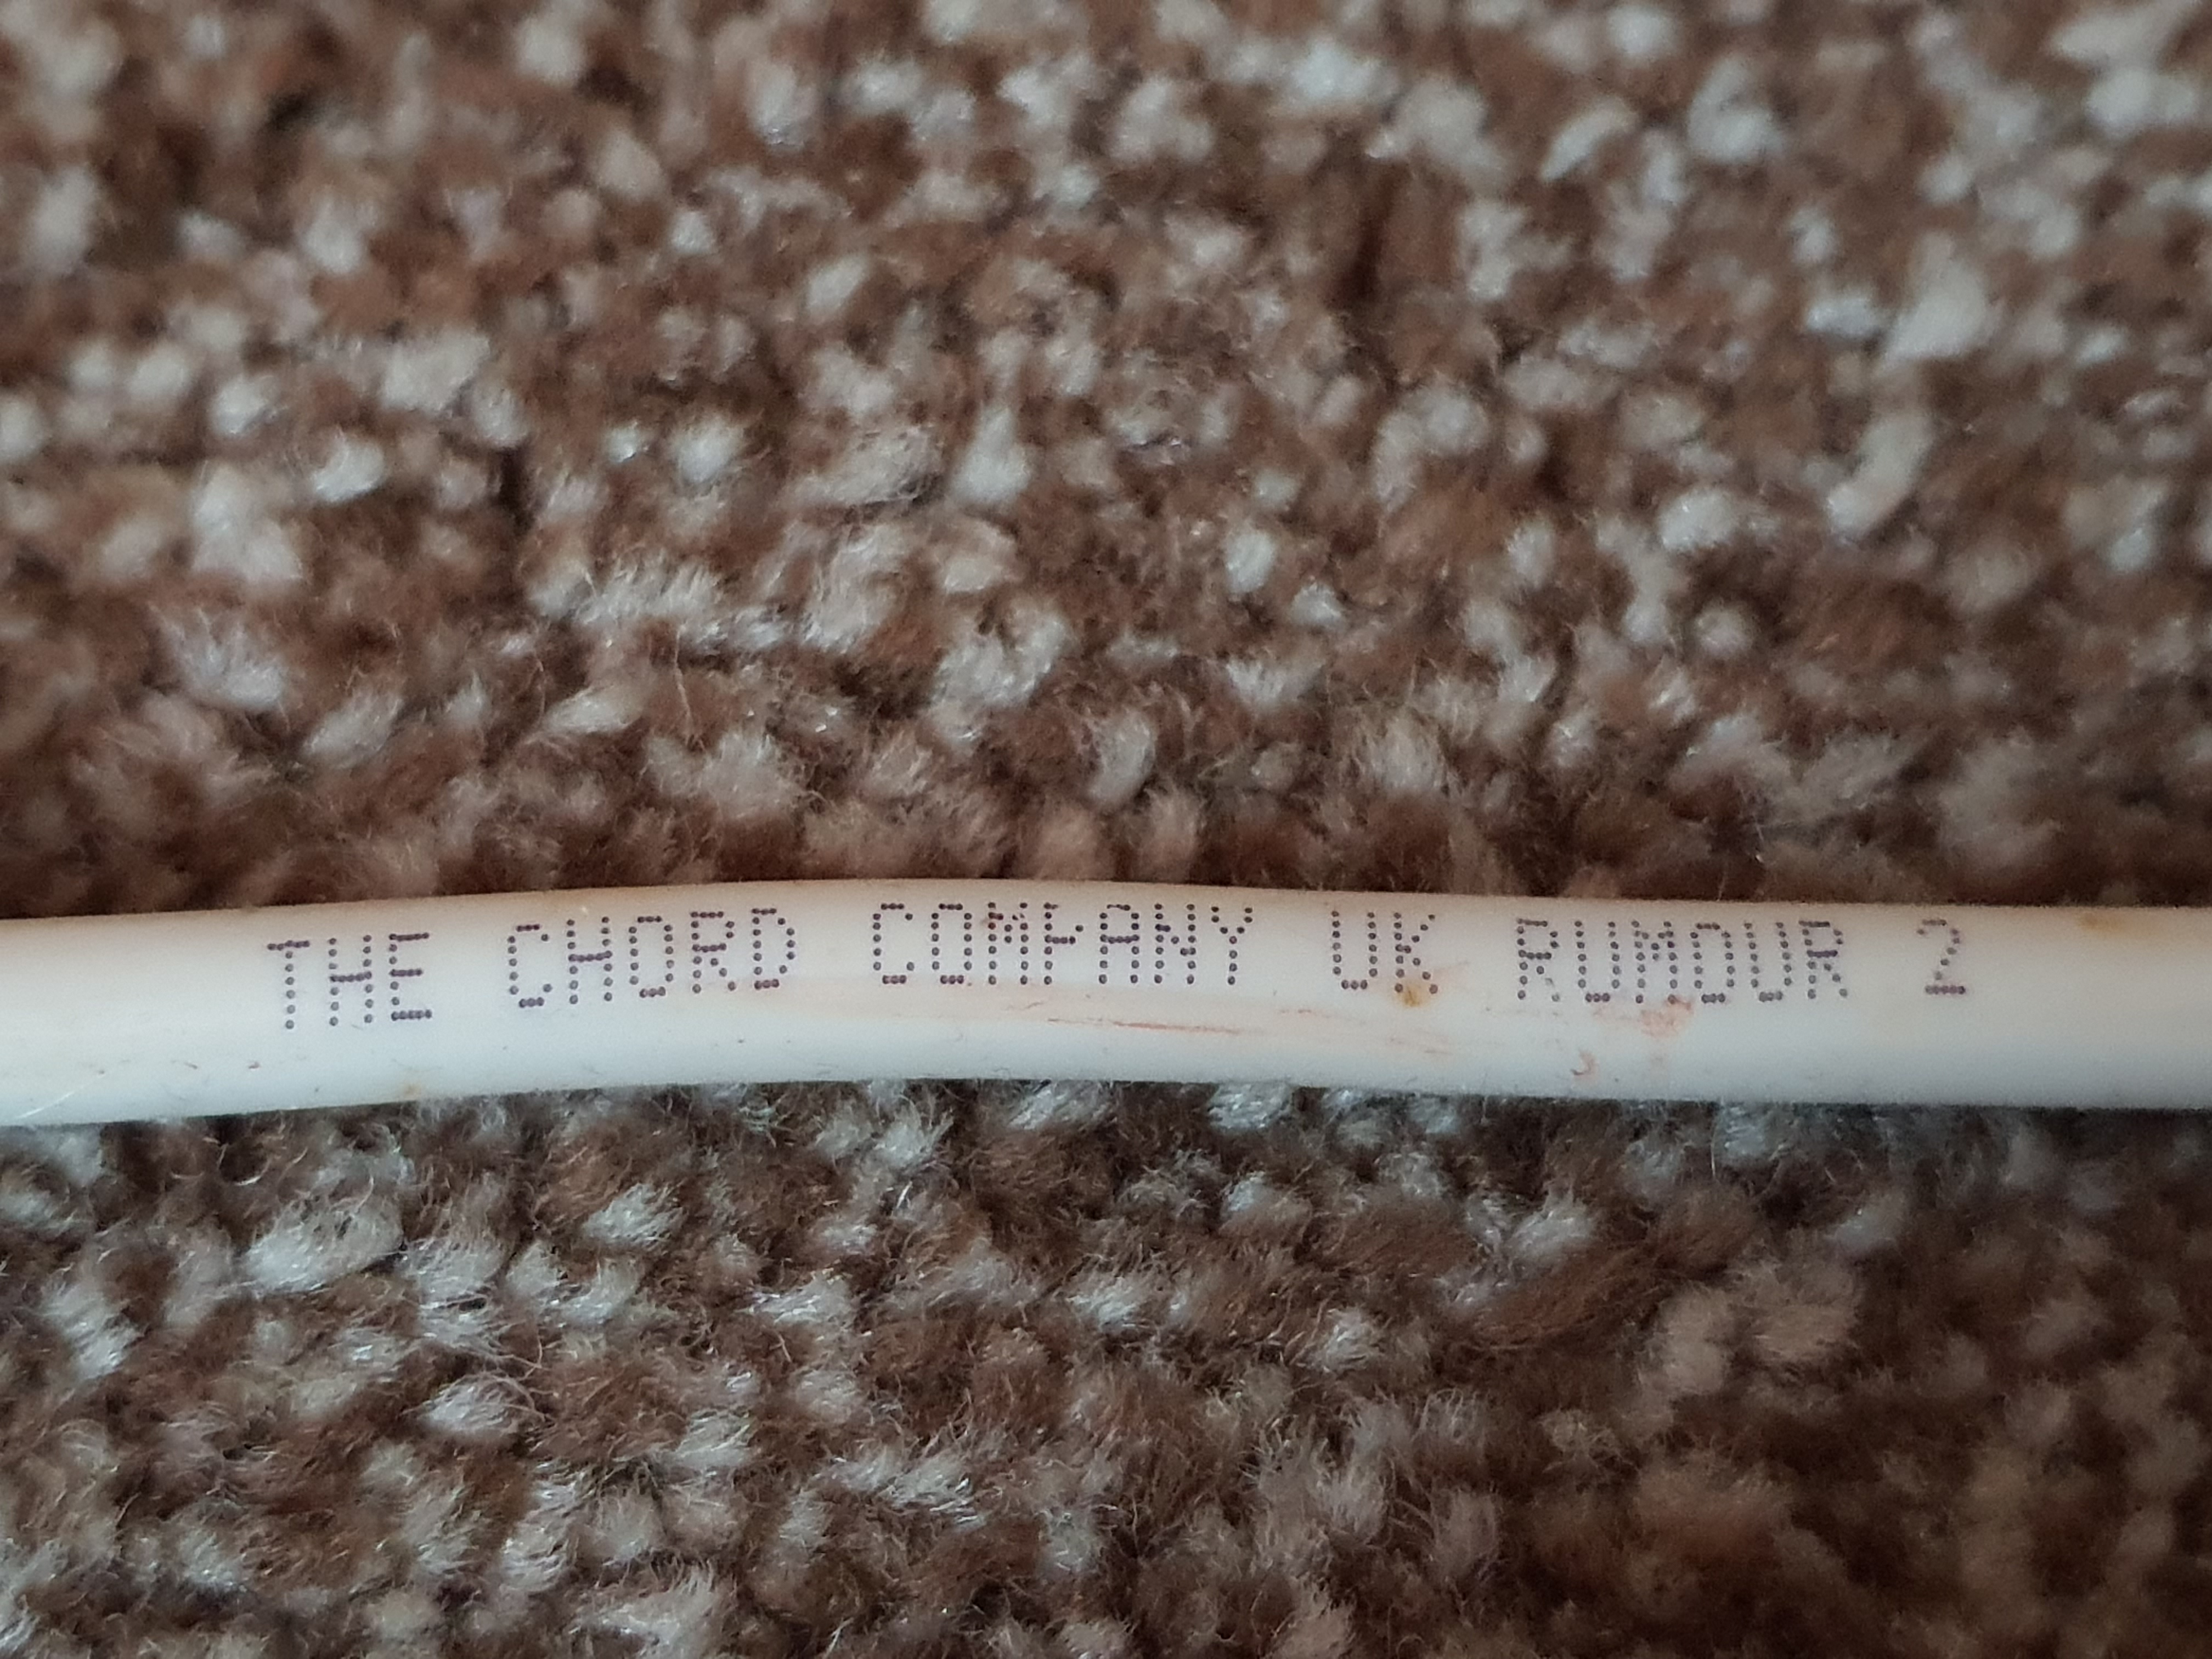 THE CHORD COMPANY UK RUMOUR 2